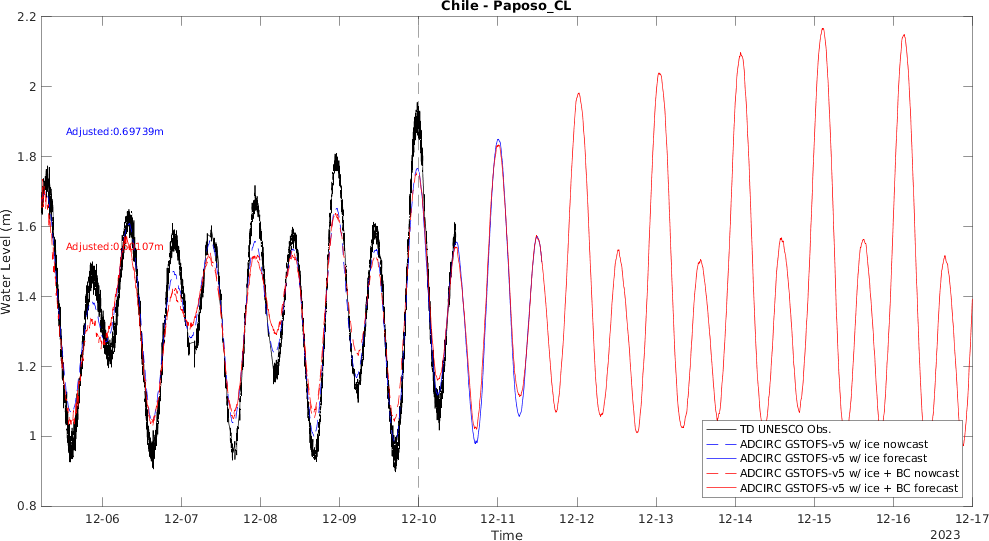 Chile - Paposo_CL
2.2
2
1.8
1.6
1.4
1.2
1
0.8
Water Level (m)
Adjusted:0.69739m
TD UNESCO Obs.
ADCIRC GSTOFS-v5 w/ ice nowcast
ADCIRC GSTOFS-v5 w/ ice forecast
ADCIRC GSTOFS-v5 w/ ice + BC nowcast
ADCIRC GSTOFS-v5 w/ ice + BC forecast
12-06 12-07 12-08 12-09 12-10 12-11 12-12 12-13 12-14 12-15 12-16 12-17
Time
2023